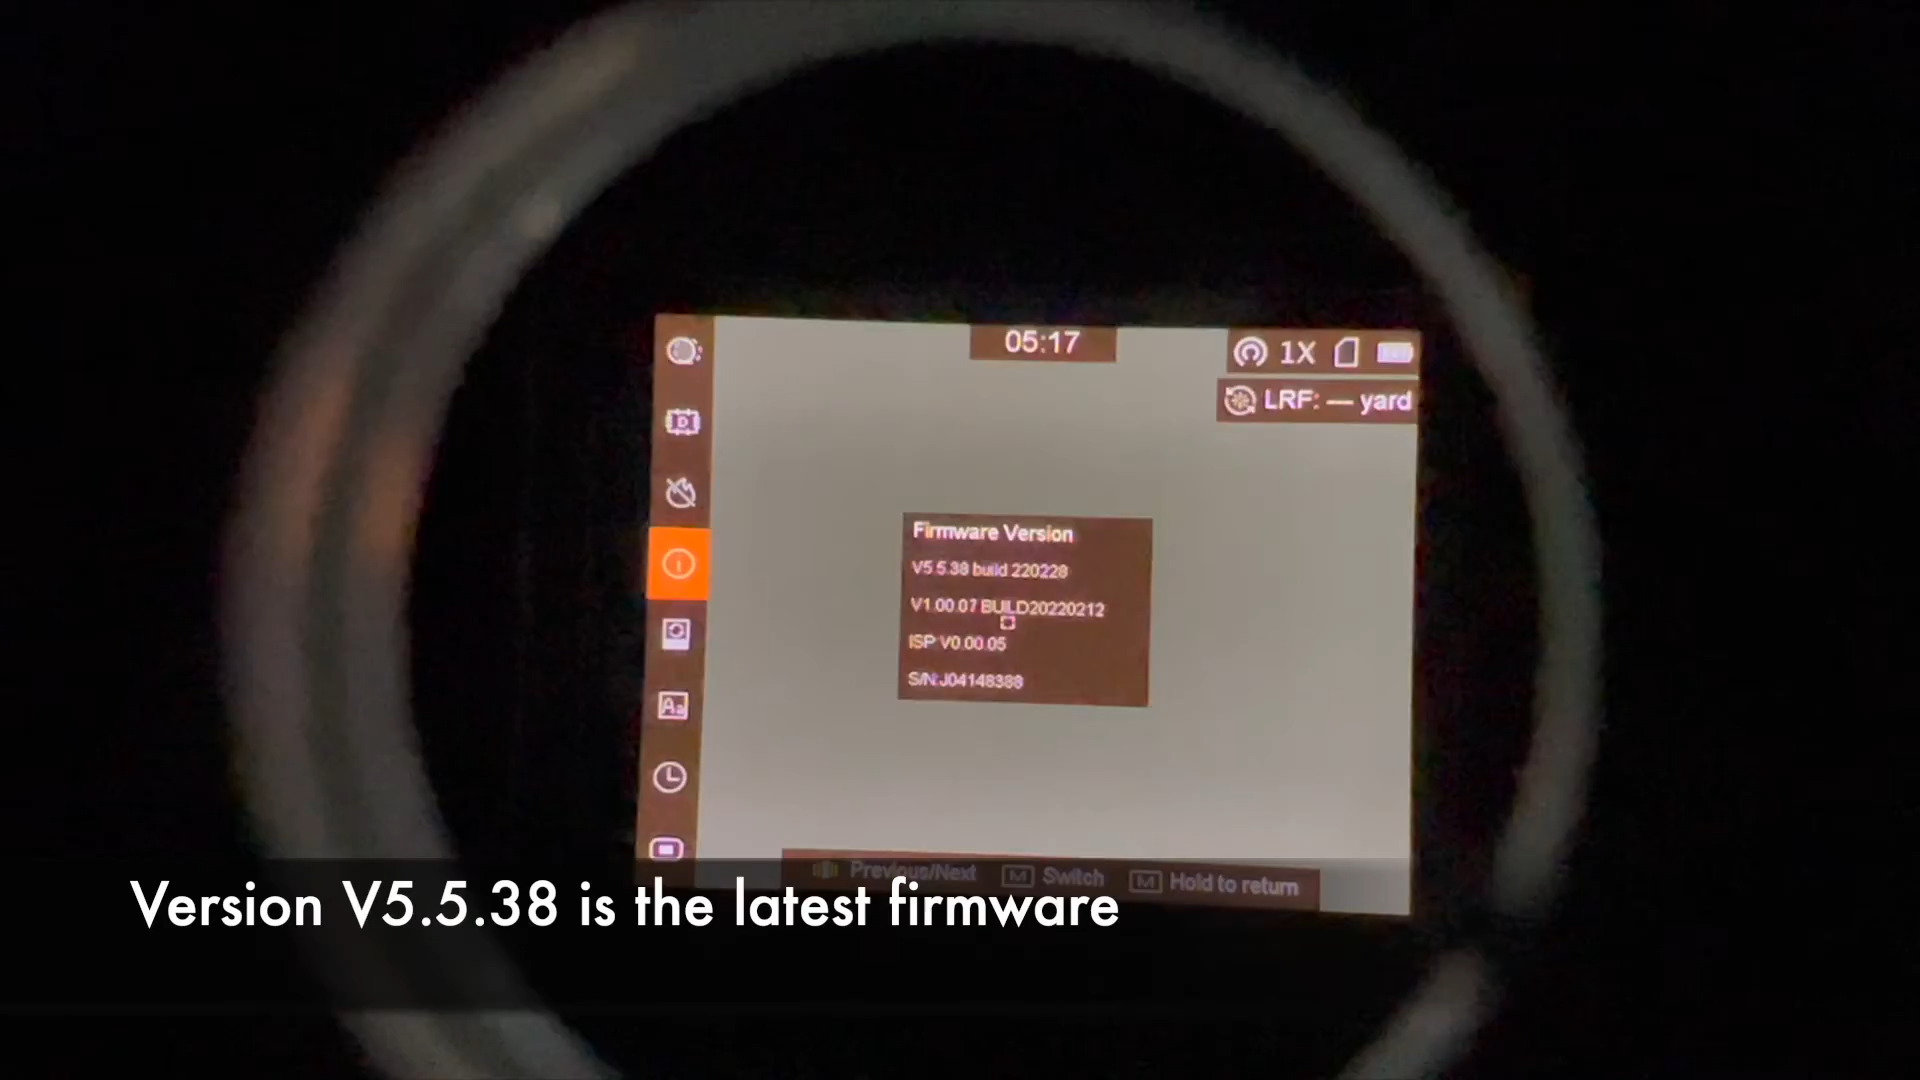 05:17
1X
LRF: --- yard
D
Firmware Version
V5.5.38 build 220228
V1.00.07 BUILD20220212
ISP V0.00.05
S/N:J04148388
Aa
Previous/Next M Switch M Hold to return
Version V5.5.38 is the latest firmware